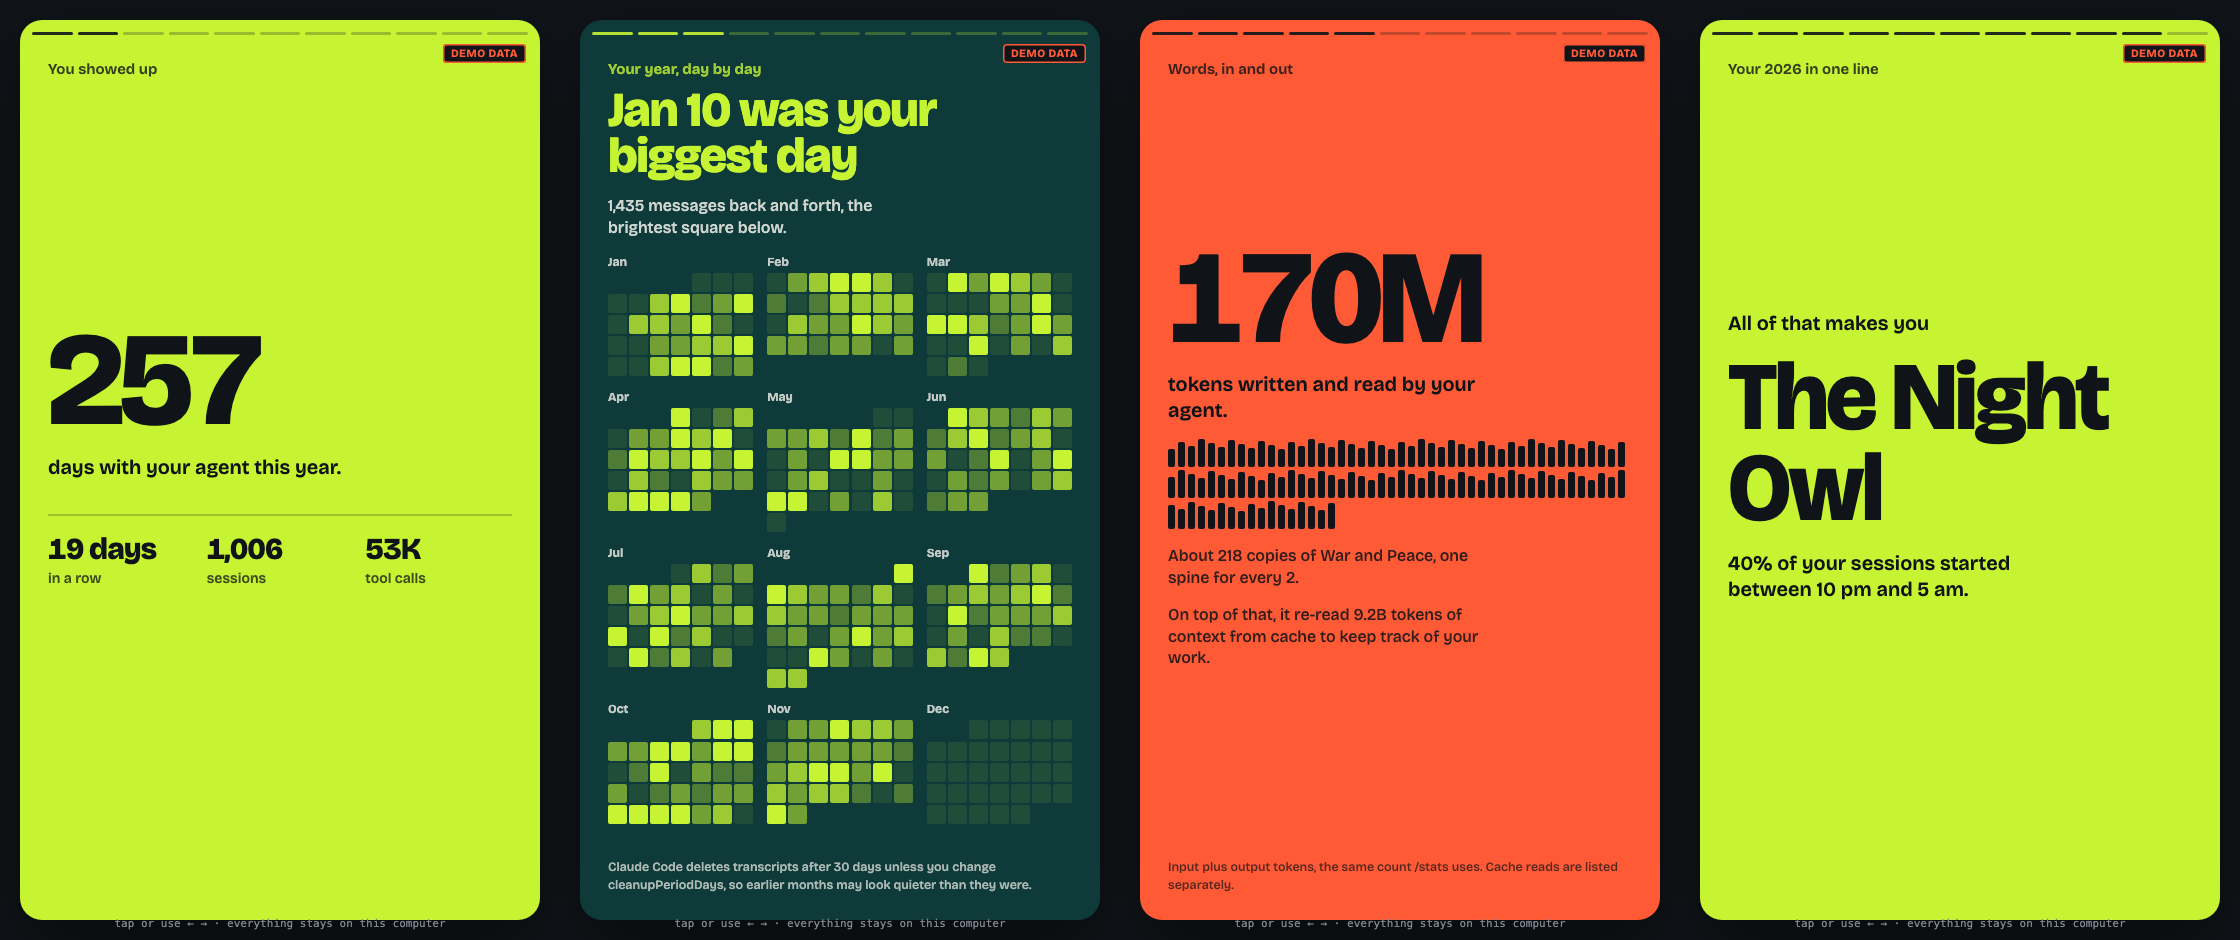 DEMO DATA
You showed up
257
days with your agent this year.
19 days
in a row
1,006
sessions
53K
tool calls
tap or use ← → · everything stays on this computer
DEMO DATA
Your year, day by day
Jan 10 was your
biggest day
1,435 messages back and forth, the
brightest square below.
Jan
Feb
Mar
Apr
May
Jun
Jul
Aug
Sep
Oct
Nov
Dec
Claude Code deletes transcripts after 30 days unless you change
cleanupPeriodDays, so earlier months may look quieter than they were.
tap or use ← → · everything stays on this computer
DEMO DATA
Words, in and out
170M
tokens written and read by your
agent.
About 218 copies of War and Peace, one
spine for every 2.
On top of that, it re-read 9.2B tokens of
context from cache to keep track of your
work.
Input plus output tokens, the same count /stats uses. Cache reads are listed
separately.
tap or use ← → · everything stays on this computer
DEMO DATA
Your 2026 in one line
All of that makes you
The Night
Owl
40% of your sessions started
between 10 pm and 5 am.
tap or use ← → · everything stays on this computer